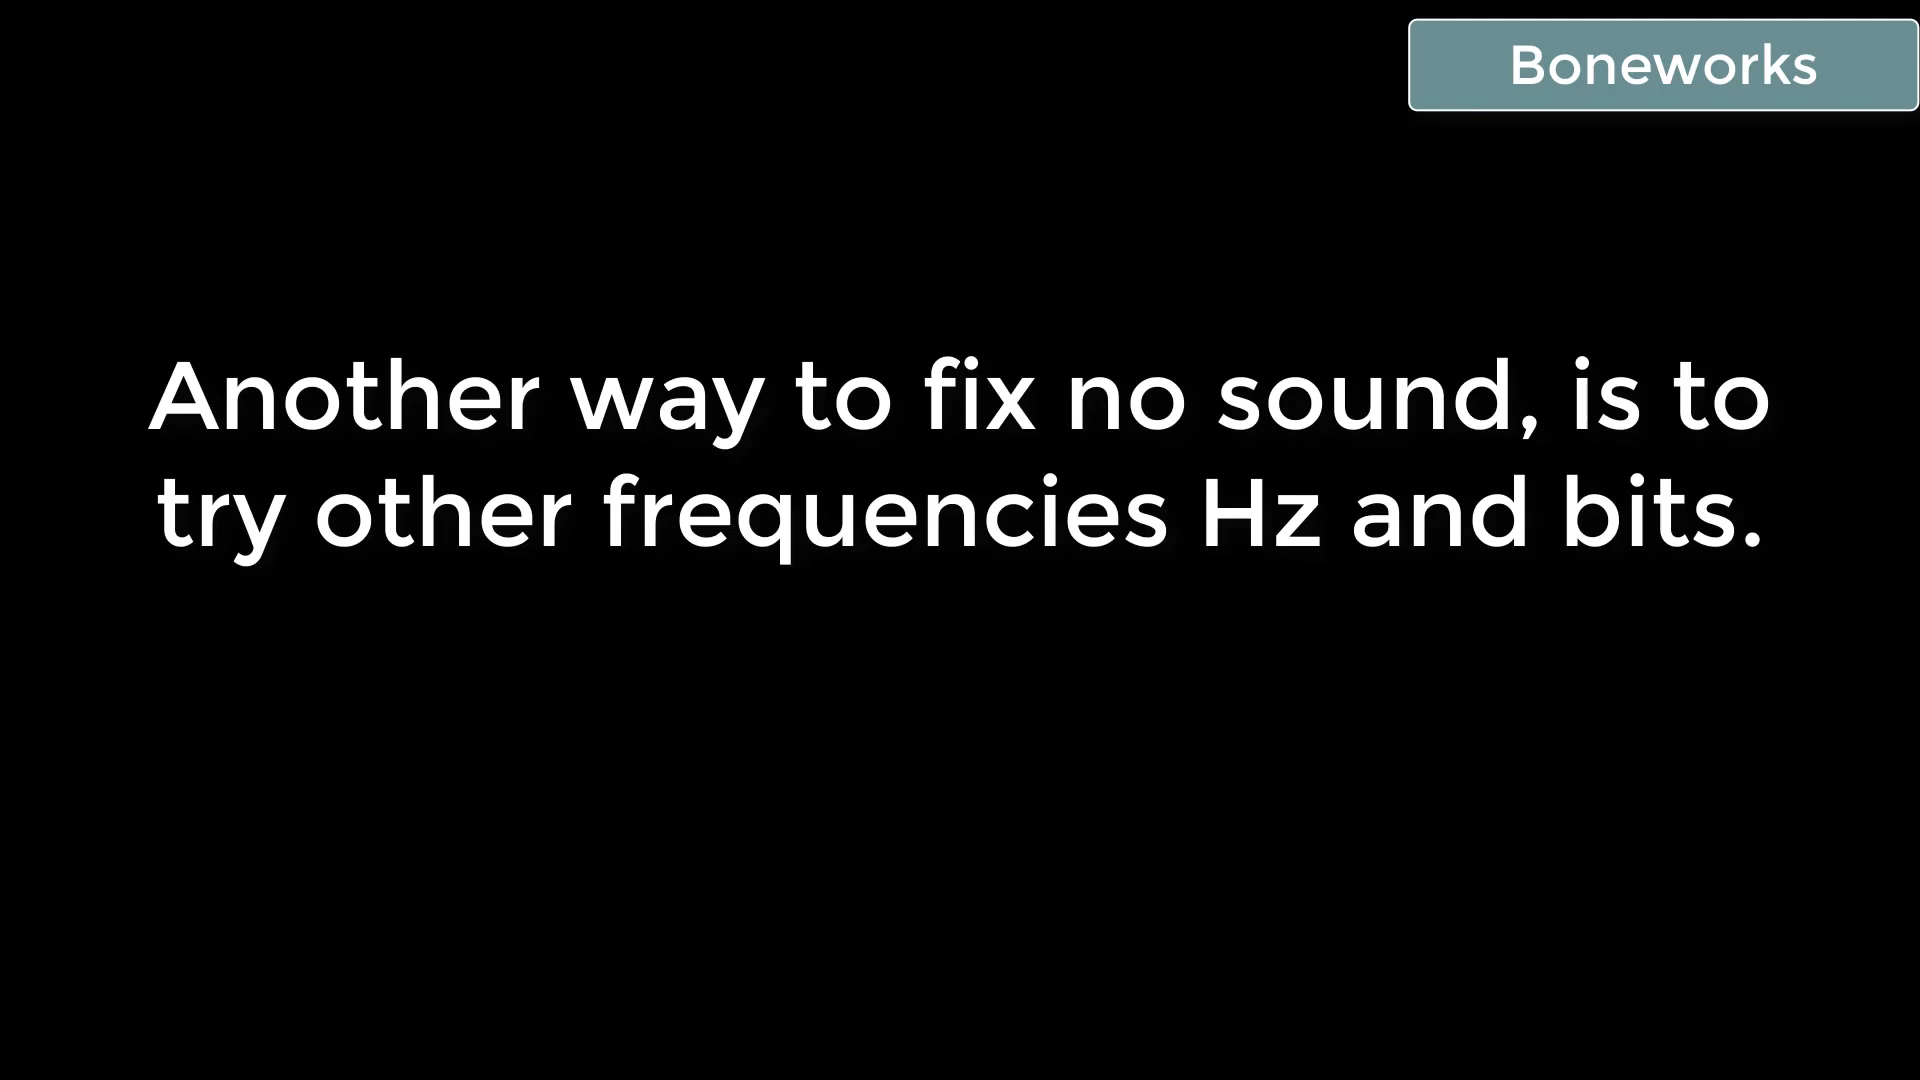 Boneworks
Another way to fix no sound, is to
try other frequencies Hz and bits.